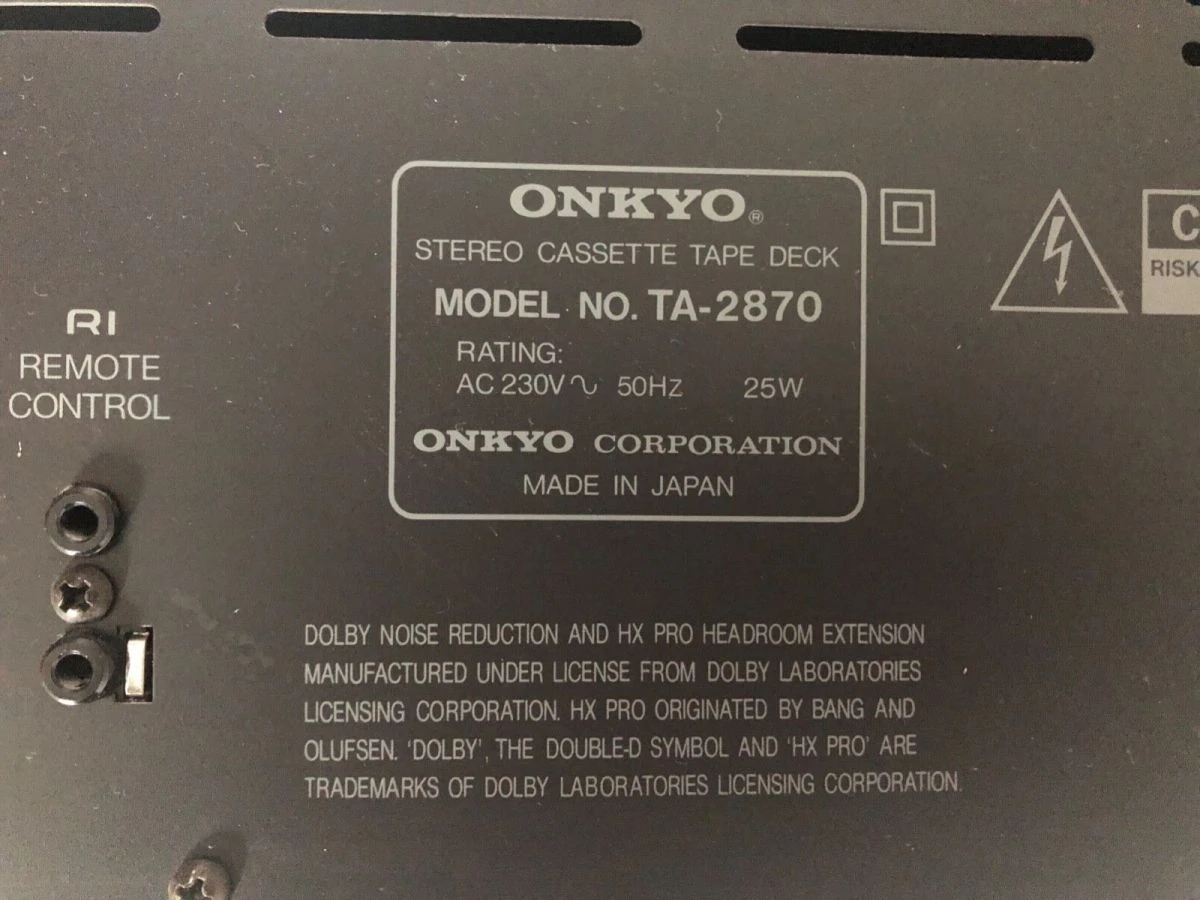 ONKYO®
STEREO CASSETTE TAPE DECK
MODEL NO. TA-2870
RATING:
AC 230V∿ 50Hz 25W
ONKYO CORPORATION
MADE IN JAPAN
RI
REMOTE
CONTROL
C
RISK
DOLBY NOISE REDUCTION AND HX PRO HEADROOM EXTENSION
MANUFACTURED UNDER LICENSE FROM DOLBY LABORATORIES
LICENSING CORPORATION. HX PRO ORIGINATED BY BANG AND
OLUFSEN. 'DOLBY', THE DOUBLE-D SYMBOL AND 'HX PRO' ARE
TRADEMARKS OF DOLBY LABORATORIES LICENSING CORPORATION.